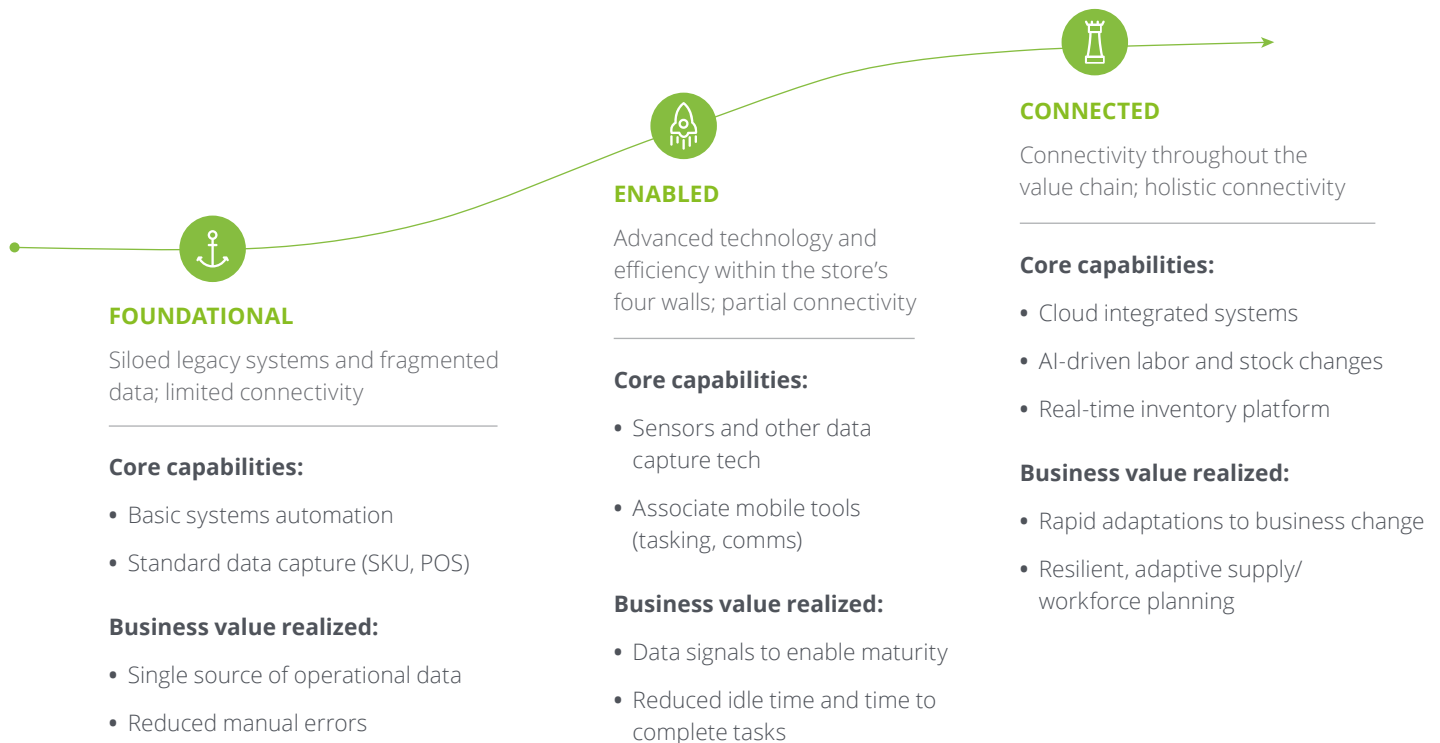 FOUNDATIONAL
Siloed legacy systems and fragmented
data; limited connectivity
Core capabilities:
• Basic systems automation
• Standard data capture (SKU, POS)
Business value realized:
• Single source of operational data
• Reduced manual errors
ENABLED
Advanced technology and
efficiency within the store’s
four walls; partial connectivity
Core capabilities:
• Sensors and other data
capture tech
• Associate mobile tools
(tasking, comms)
Business value realized:
• Data signals to enable maturity
• Reduced idle time and time to
complete tasks
CONNECTED
Connectivity throughout the
value chain; holistic connectivity
Core capabilities:
• Cloud integrated systems
• AI-driven labor and stock changes
• Real-time inventory platform
Business value realized:
• Rapid adaptations to business change
• Resilient, adaptive supply/
workforce planning